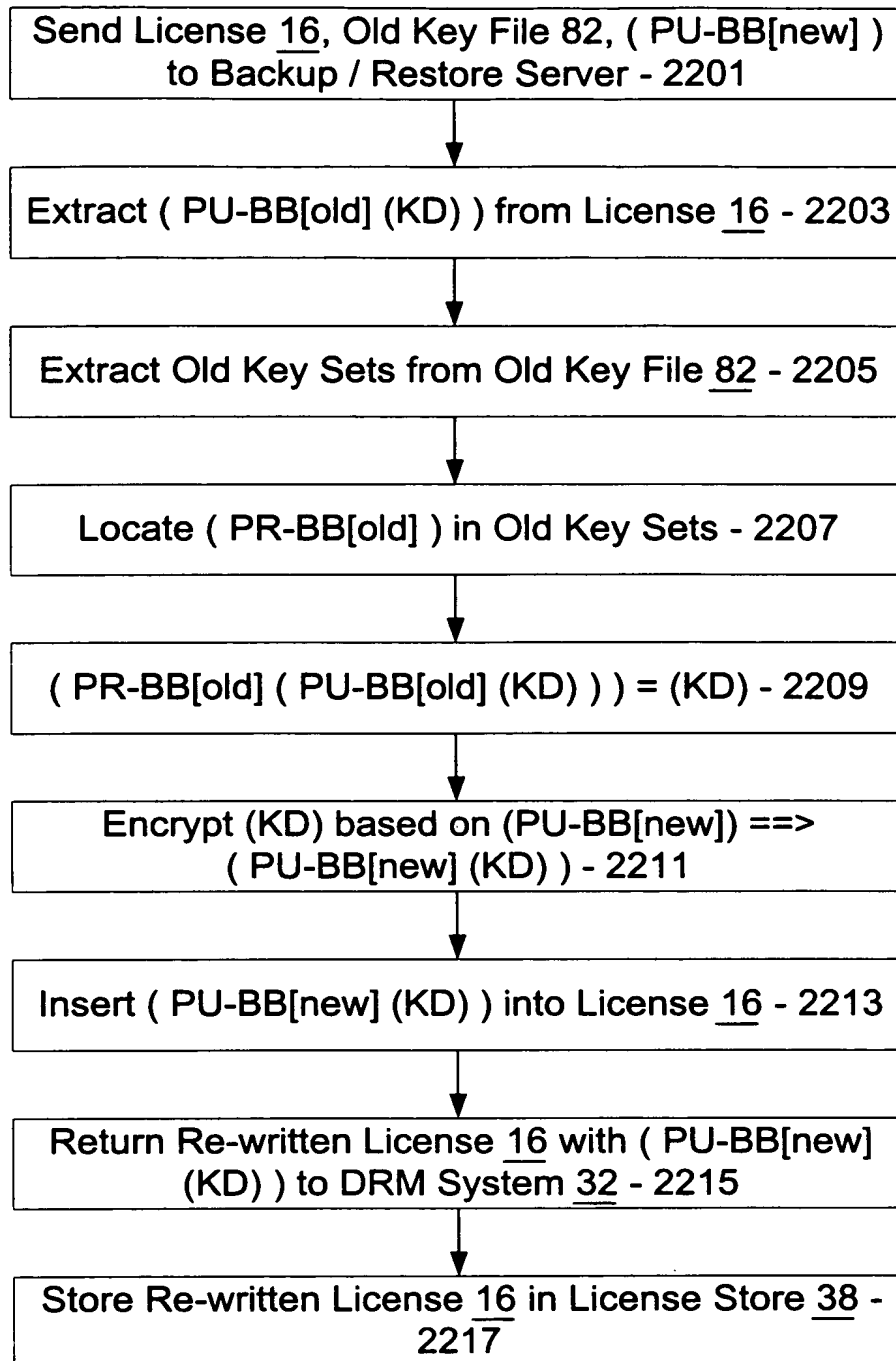 Send License 16, Old Key File 82, ( PU-BB[new] )
to Backup / Restore Server - 2201
Extract ( PU-BB[old] (KD) ) from License 16 - 2203
Extract Old Key Sets from Old Key File 82 - 2205
Locate ( PR-BB[old] ) in Old Key Sets - 2207
( PR-BB[old] ( PU-BB[old] (KD) ) ) = (KD) - 2209
Encrypt (KD) based on (PU-BB[new]) ==>
( PU-BB[new] (KD) ) - 2211
Insert ( PU-BB[new] (KD) ) into License 16 - 2213
Return Re-written License 16 with ( PU-BB[new]
(KD) ) to DRM System 32 - 2215
Store Re-written License 16 in License Store 38 -
2217